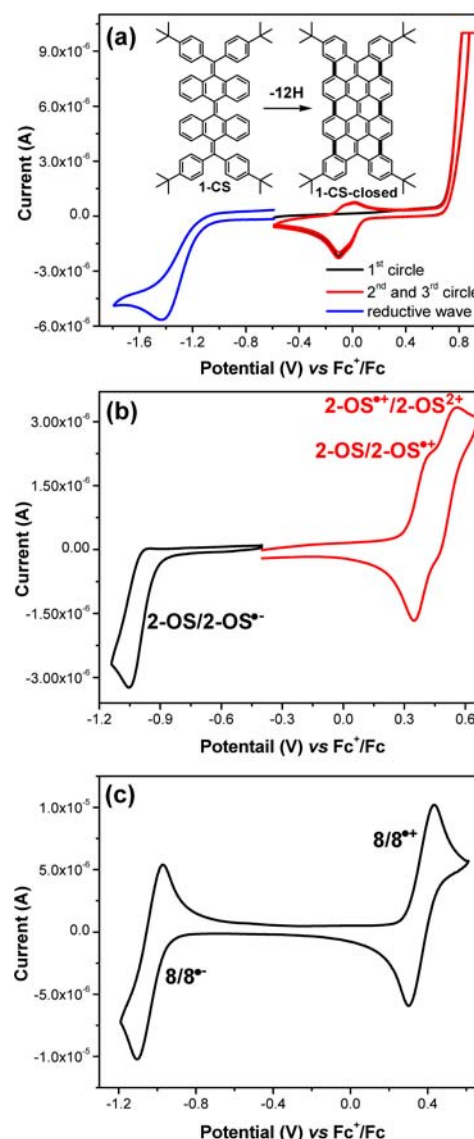 (a)
-12H
1-CS
1-CS-closed
Current (A)
9.0x10⁻⁶
6.0x10⁻⁶
3.0x10⁻⁶
0.0
-3.0x10⁻⁶
-6.0x10⁻⁶
1ˢᵗ circle
2ⁿᵈ and 3ʳᵈ circle
reductive wave
-1.6 -1.2 -0.8 -0.4 0.0 0.4 0.8
Potential (V) vs Fc⁺/Fc
(b)
2-OS•⁺/2-OS²⁺
2-OS/2-OS•⁺
2-OS/2-OS•⁻
Current (A)
3.00x10⁻⁶
1.50x10⁻⁶
0.00
-1.50x10⁻⁶
-3.00x10⁻⁶
-1.2 -0.9 -0.6 -0.3 0.0 0.3 0.6
Potentail (V) vs Fc⁺/Fc
(c)
8/8•⁺
8/8•⁻
Current (A)
1.0x10⁻⁵
5.0x10⁻⁶
0.0
-5.0x10⁻⁶
-1.0x10⁻⁵
-1.2 -0.8 -0.4 0.0 0.4
Potential (V) vs Fc⁺/Fc